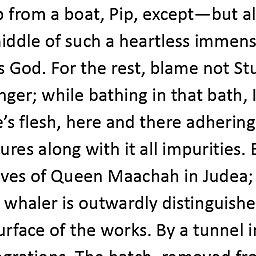 from a boat, Pip, except—but al
iddle of such a heartless immens
s God. For the rest, blame not Stu
nger; while bathing in that bath, I
e’s flesh, here and there adhering
ures along with it all impurities.
ves of Queen Maachah in Judea;
whaler is outwardly distinguishe
urface of the works. By a tunnel i